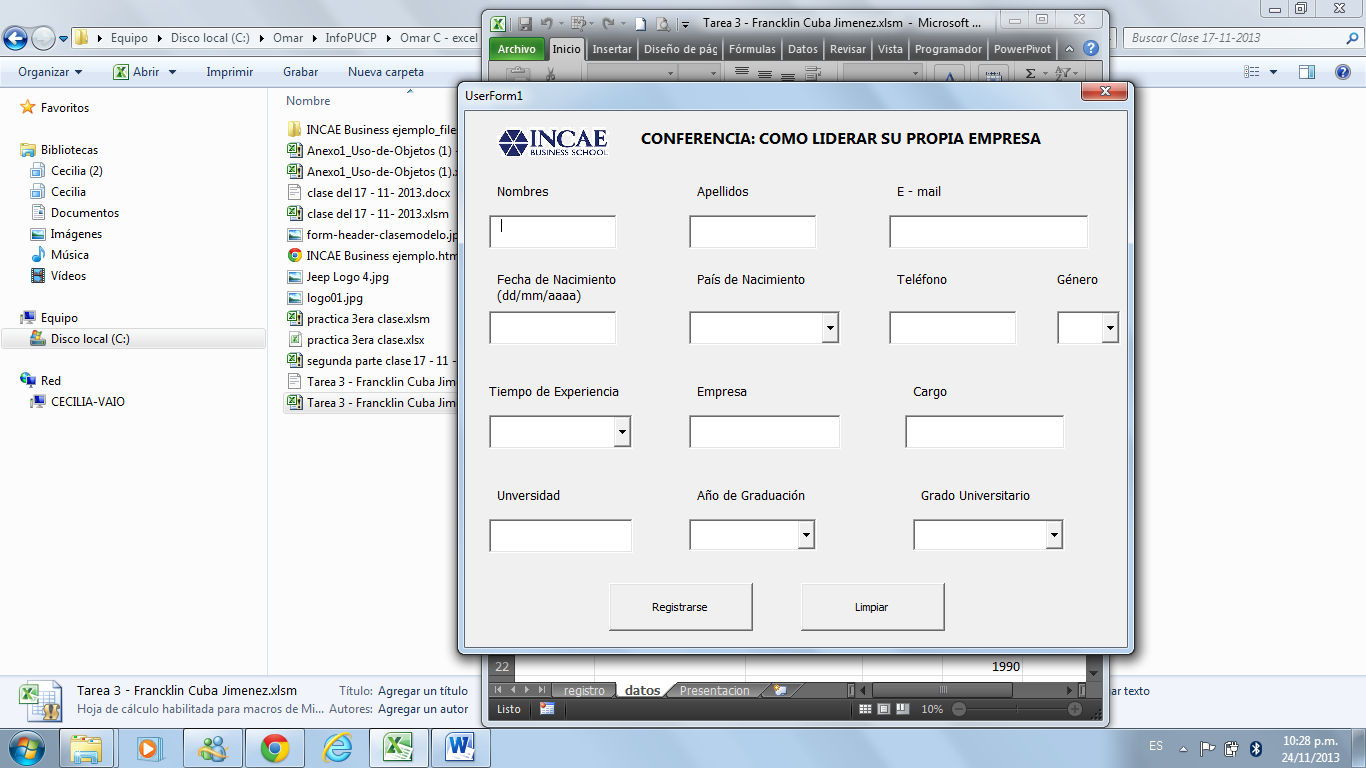 Equipo Disco local (C:) Omar InfoPUCP Omar C - excel
Buscar Clase 17-11-2013
Organizar Abrir Imprimir Grabar Nueva carpeta
Favoritos
Bibliotecas
Cecilia (2)
Cecilia
Documentos
Imágenes
Música
Vídeos
Equipo
Disco local (C:)
Red
CECILIA-VAIO
Nombre
INCAE Business ejemplo_file
Anexo1_Uso-de-Objetos (1)
Anexo1_Uso-de-Objetos (1).
clase del 17 - 11- 2013.docx
clase del 17 - 11 - 2013.xlsm
form-header-clasemodelo.jp
INCAE Business ejemplo.htm
Jeep Logo 4.jpg
logo01.jpg
practica 3era clase.xlsm
practica 3era clase.xlsx
segunda parte clase 17 - 11 -
Tarea 3 - Francklin Cuba Jim
Tarea 3 - Francklin Cuba Jim
Tarea 3 - Francklin Cuba Jimenez.xlsm - Microsoft ...
Archivo Inicio Insertar Diseño de pág Fórmulas Datos Revisar Vista Programador PowerPivot
UserForm1
INCAE
BUSINESS SCHOOL
CONFERENCIA: COMO LIDERAR SU PROPIA EMPRESA
Nombres Apellidos E - mail
Fecha de Nacimiento
(dd/mm/aaaa)
País de Nacimiento Teléfono Género
Tiempo de Experiencia Empresa Cargo
Unversidad Año de Graduación Grado Universitario
Registrarse Limpiar
22 1990
registro datos Presentacion
Listo 10%
Tarea 3 - Francklin Cuba Jimenez.xlsm
Hoja de cálculo habilitada para macros de Mi...
Título: Agregar un título
Autores: Agregar un autor
ar texto
ES
10:28 p.m.
24/11/2013